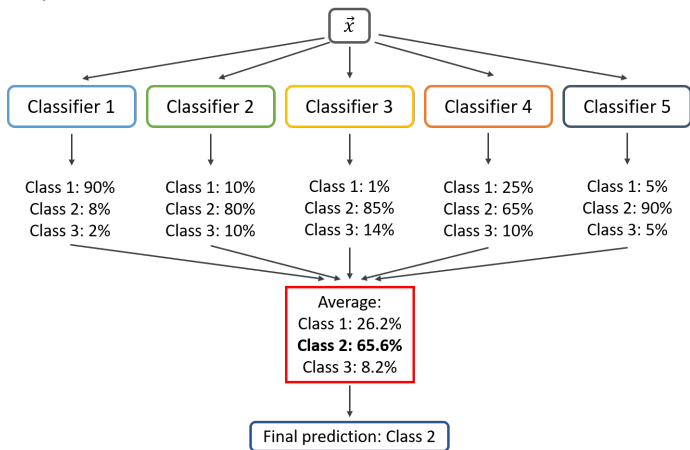 x⃗
Classifier 1
Classifier 2
Classifier 3
Classifier 4
Classifier 5
Class 1: 90%
Class 2: 8%
Class 3: 2%
Class 1: 10%
Class 2: 80%
Class 3: 10%
Class 1: 1%
Class 2: 85%
Class 3: 14%
Class 1: 25%
Class 2: 65%
Class 3: 10%
Class 1: 5%
Class 2: 90%
Class 3: 5%
Average:
Class 1: 26.2%
Class 2: 65.6%
Class 3: 8.2%
Final prediction: Class 2